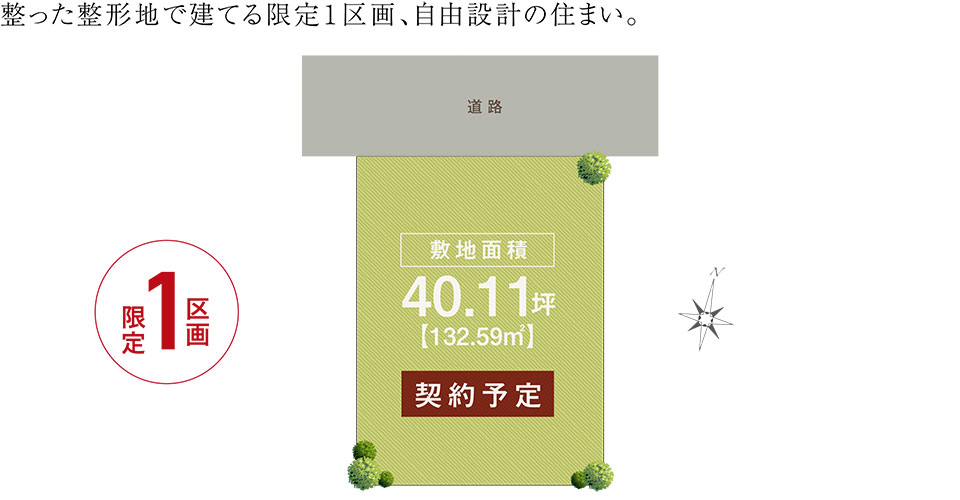 整った整形地で建てる限定1区画、自由設計の住まい。
道路
敷地面積
40.11坪
【132.59㎡】
契約予定
限定1区画
N